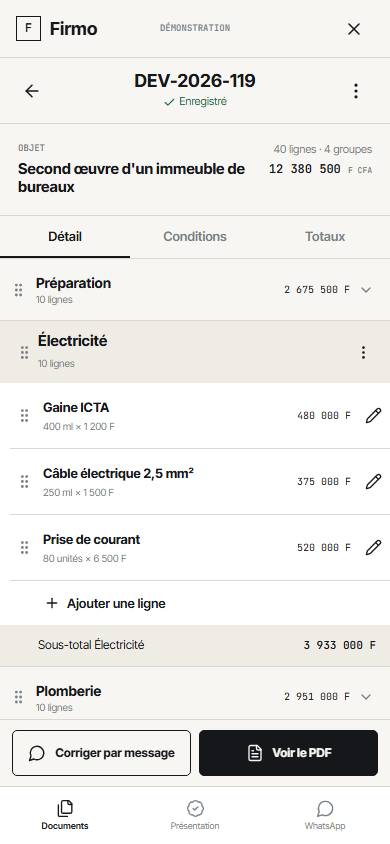 F Firmo
DÉMONSTRATION
DEV-2026-119
Enregistré
OBJET
40 lignes · 4 groupes
Second œuvre d'un immeuble de
bureaux
12 380 500 F CFA
Détail
Conditions
Totaux
Préparation
10 lignes
2 675 500 F
Électricité
10 lignes
Gaine ICTA
400 ml × 1 200 F
480 000 F
Câble électrique 2,5 mm²
250 ml × 1 500 F
375 000 F
Prise de courant
80 unités × 6 500 F
520 000 F
+ Ajouter une ligne
Sous-total Électricité
3 933 000 F
Plomberie
10 lignes
2 951 000 F
Corriger par message
Voir le PDF
Documents
Présentation
WhatsApp